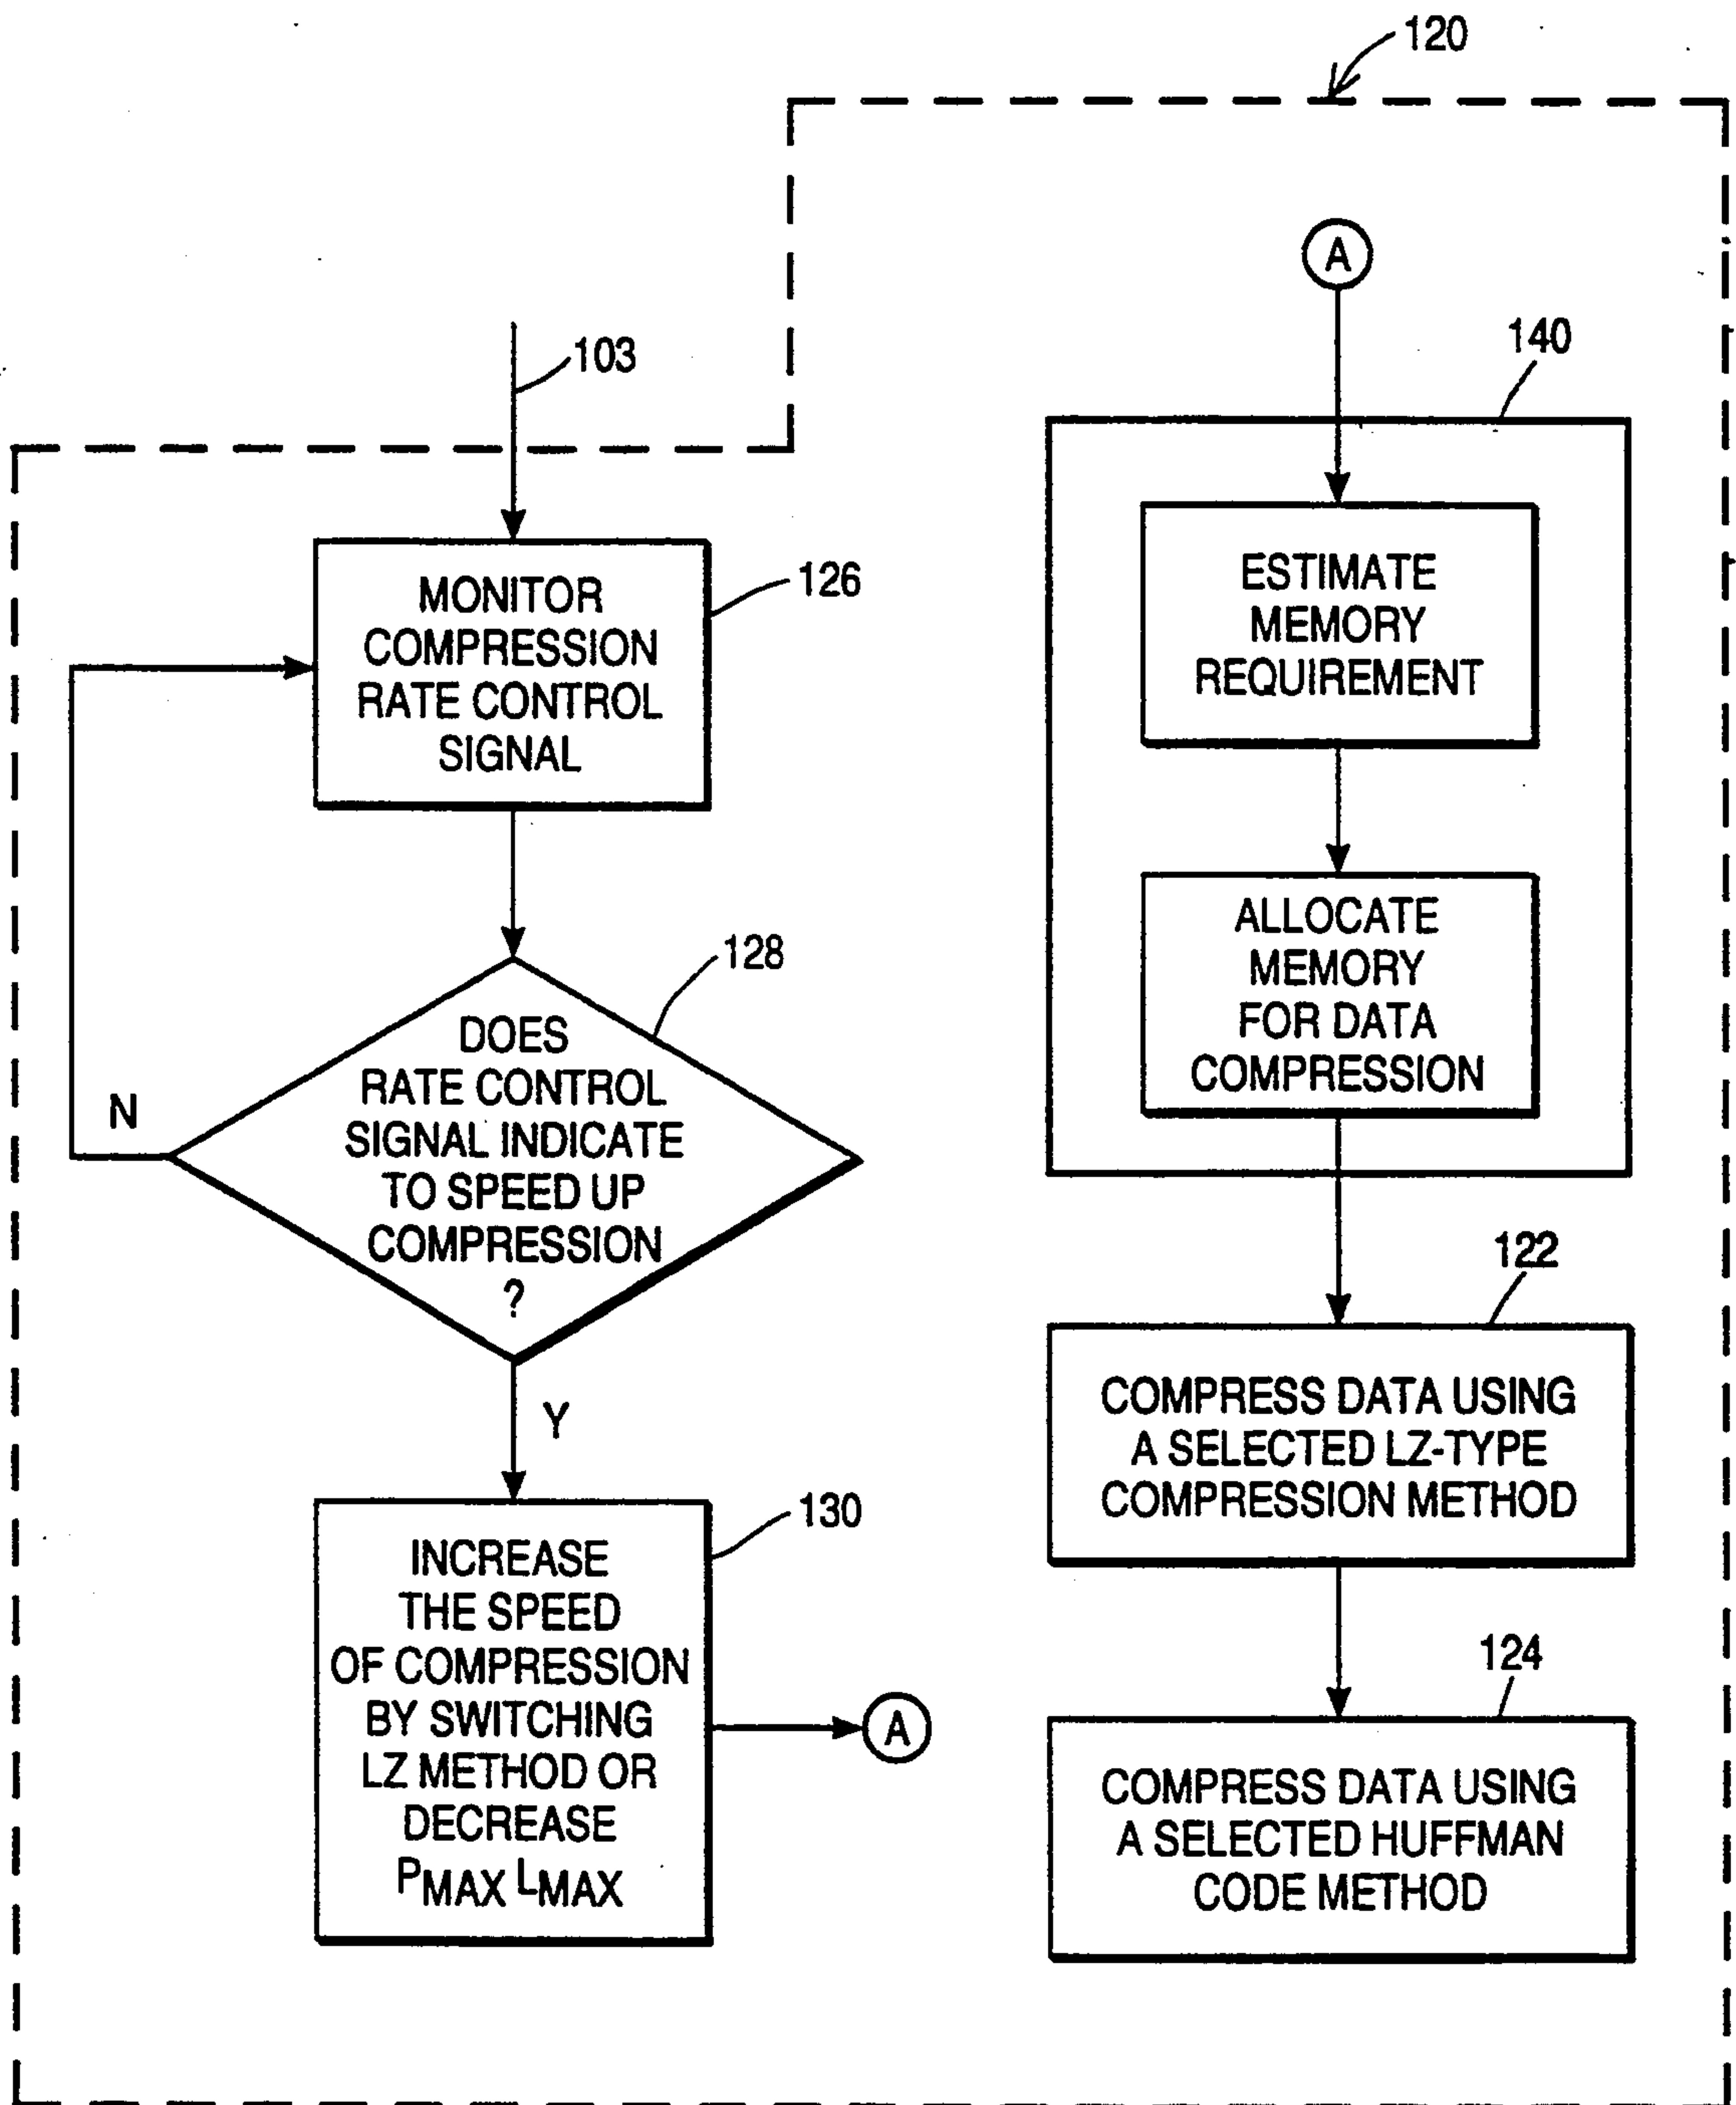 120
103
MONITOR
COMPRESSION
RATE CONTROL
SIGNAL
126
DOES
RATE CONTROL
SIGNAL INDICATE
TO SPEED UP
COMPRESSION
?
128
N
Y
INCREASE
THE SPEED
OF COMPRESSION
BY SWITCHING
LZ METHOD OR
DECREASE
PMAX LMAX
130
A
A
140
ESTIMATE
MEMORY
REQUIREMENT
ALLOCATE
MEMORY
FOR DATA
COMPRESSION
122
COMPRESS DATA USING
A SELECTED LZ-TYPE
COMPRESSION METHOD
124
COMPRESS DATA USING
A SELECTED HUFFMAN
CODE METHOD